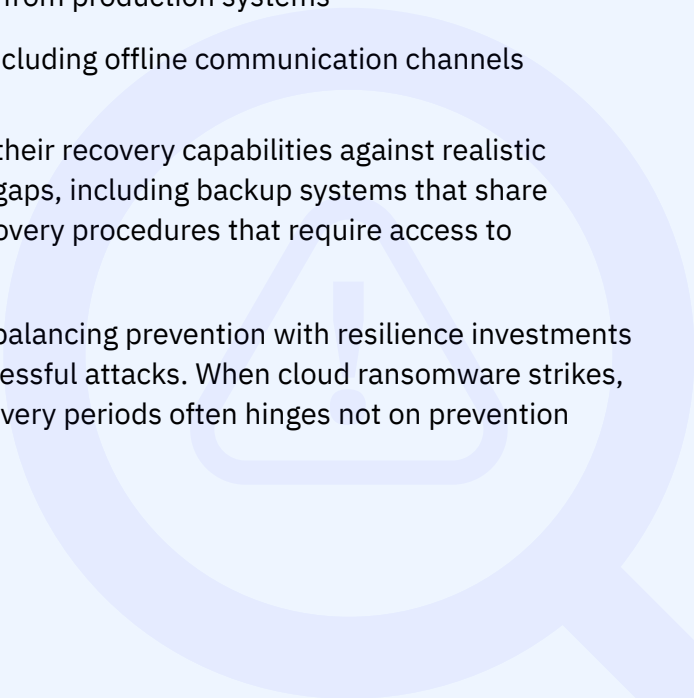 from production systems
cluding offline communication channels
their recovery capabilities against realistic
gaps, including backup systems that share
overy procedures that require access to
balancing prevention with resilience investments
essful attacks. When cloud ransomware strikes,
very periods often hinges not on prevention